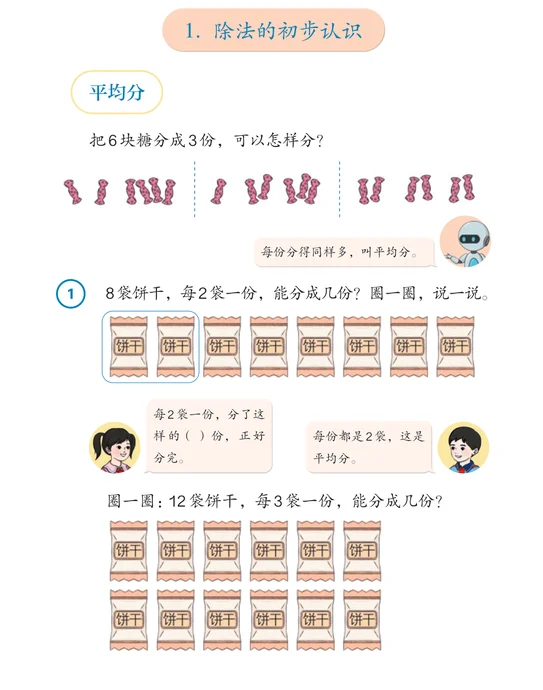 1. 除法的初步认识
平均分
把6块糖分成3份，可以怎样分？
每份分得同样多，叫平均分。
1 8袋饼干，每2袋一份，能分成几份？圈一圈，说一说。
饼干 饼干 饼干 饼干 饼干 饼干 饼干 饼干
每2袋一份，分了这
样的（ ）份，正好
分完。
每份都是2袋，这是
平均分。
圈一圈：12袋饼干，每3袋一份，能分成几份？
饼干 饼干 饼干 饼干 饼干 饼干
饼干 饼干 饼干 饼干 饼干 饼干